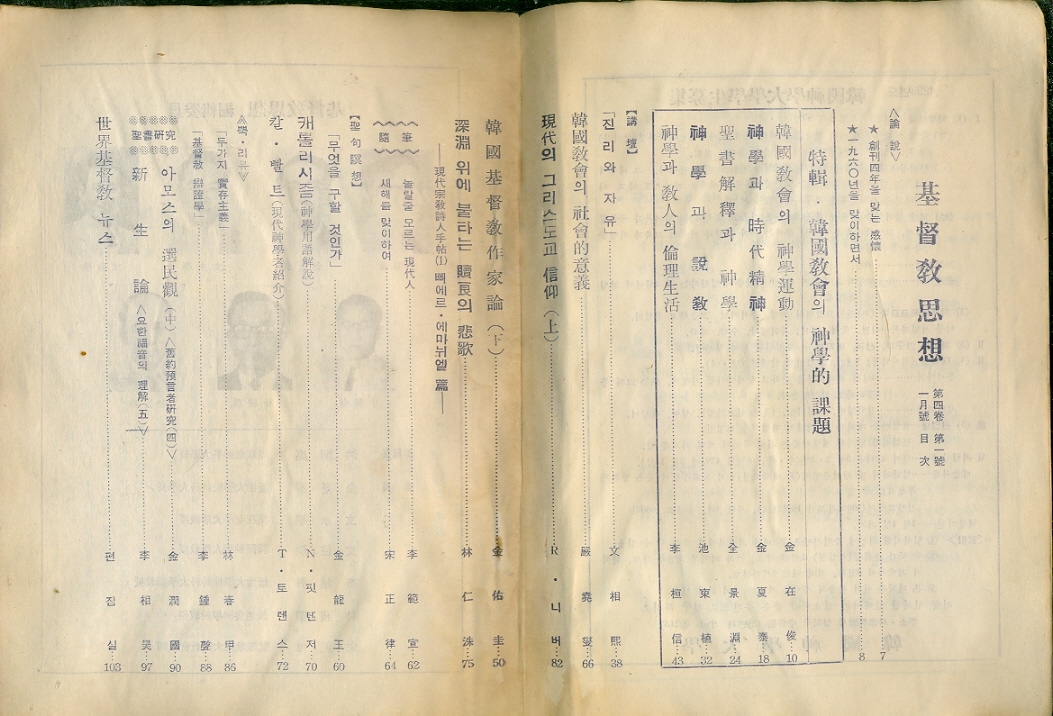 基督敎思想 第四卷 第一號
一月號 目次
〈論 說〉
★ 創刊四年을 맞는 感懷 7
★ 一九六○년을 맞이하면서 8
特輯・韓國敎會의 神學的 課題
韓國敎會의 神學運動 金在俊 10
神學과 時代精神 金夏泰 18
聖書解釋과 神學 全景淵 24
神學과 說敎 池東植 32
神學과 敎人의 倫理生活 李桓信 43
【講 壇】
「진리와 자유」 文相熙 38
韓國敎會의 社會的意義 嚴堯燮 66
現代의 그리스도교 信仰(上) R・니버 82
韓國基督敎作家論(下) 金佑圭 50
深淵 위에 불타는 贖良의 悲歌 林仁洙 75
——現代宗敎詩人手帖(1) 삐에르・에마뉘엘 篇——
隨 筆
놀랄줄 모르는 現代人 李範宜 62
새해를 맞이하여 宋正律 64
【聖句瞑想】
「무엇을 구할 것인가」 金龍玉 60
캐돌리시즘(神學用語解說) N・핏텐저 70
칼・발트(現代神學者紹介) T・토렌스 72
〈뿍・리뷰〉
「두가지 實存主義」 林春甲 86
「基督敎 辯證學」 李鍾聲 88
聖書硏究
아모스의 選民觀(中)〈舊約預言者硏究(四)〉 金潤國 90
新 生 論〈요한福音의 理解(五)〉 李相昊 97
世界基督敎 뉴스 편집실 103